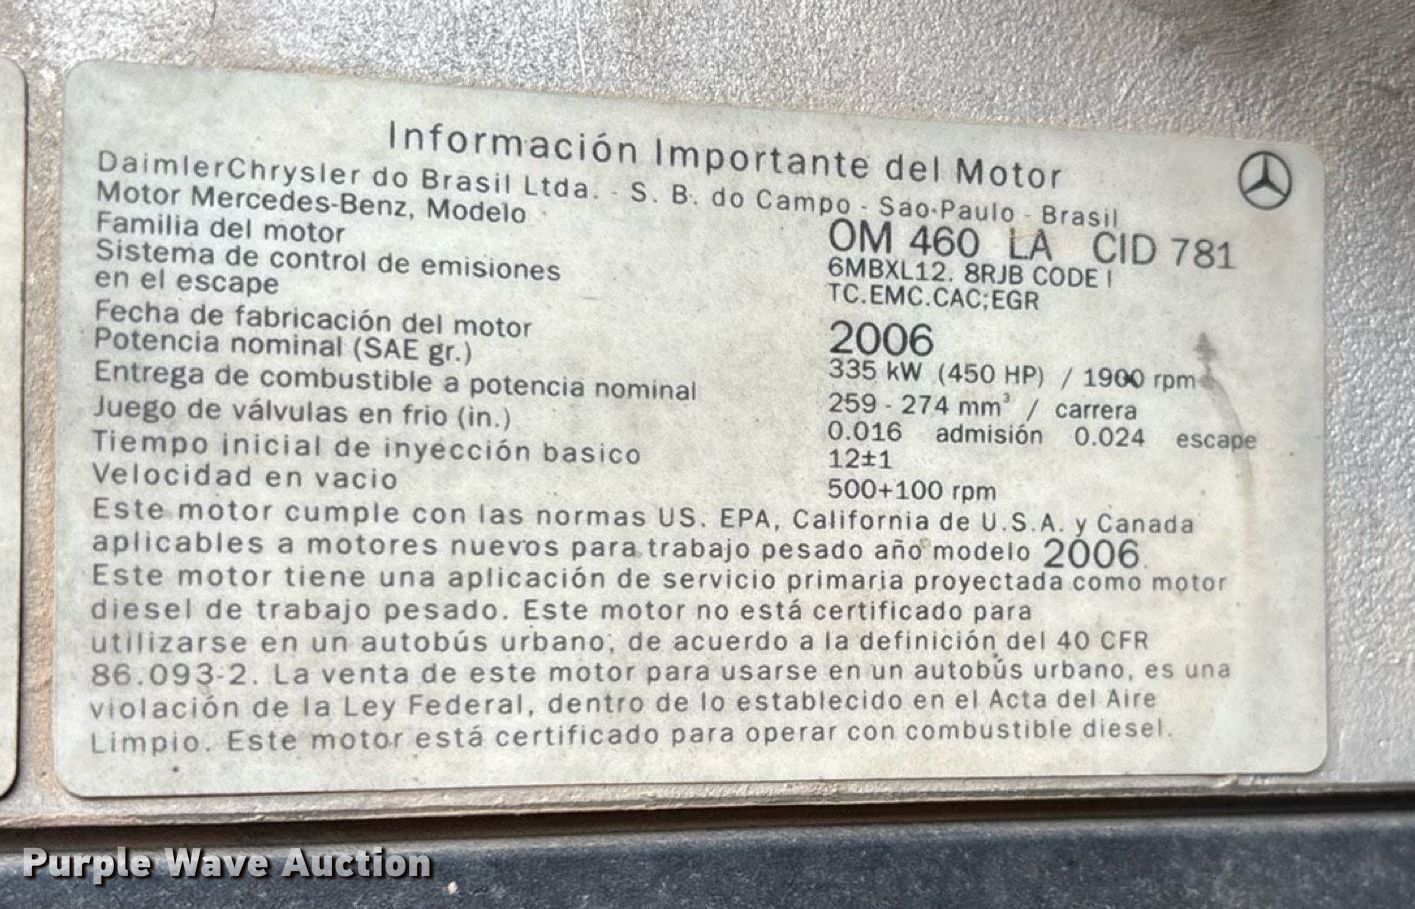 Información Importante del Motor
DaimlerChrysler do Brasil Ltda. - S. B. do Campo - Sao-Paulo - Brasil
Motor Mercedes-Benz, Modelo OM 460 LA CID 781
Familia del motor 6MBXL12. 8RJB CODE I
Sistema de control de emisiones TC.EMC.CAC;EGR
en el escape
Fecha de fabricación del motor 2006
Potencia nominal (SAE gr.) 335 kW (450 HP) / 1900 rpm
Entrega de combustible a potencia nominal 259 - 274 mm³ / carrera
Juego de válvulas en frio (in.) 0.016 admisión 0.024 escape
Tiempo inicial de inyección basico 12±1
Velocidad en vacio 500+100 rpm
Este motor cumple con las normas US. EPA, California de U.S.A. y Canada
aplicables a motores nuevos para trabajo pesado año modelo 2006.
Este motor tiene una aplicación de servicio primaria proyectada como motor
diesel de trabajo pesado. Este motor no está certificado para
utilizarse en un autobús urbano, de acuerdo a la definición del 40 CFR
86.093-2. La venta de este motor para usarse en un autobús urbano, es una
violación de la Ley Federal, dentro de lo establecido en el Acta del Aire
Limpio. Este motor está certificado para operar con combustible diesel.
Purple Wave Auction